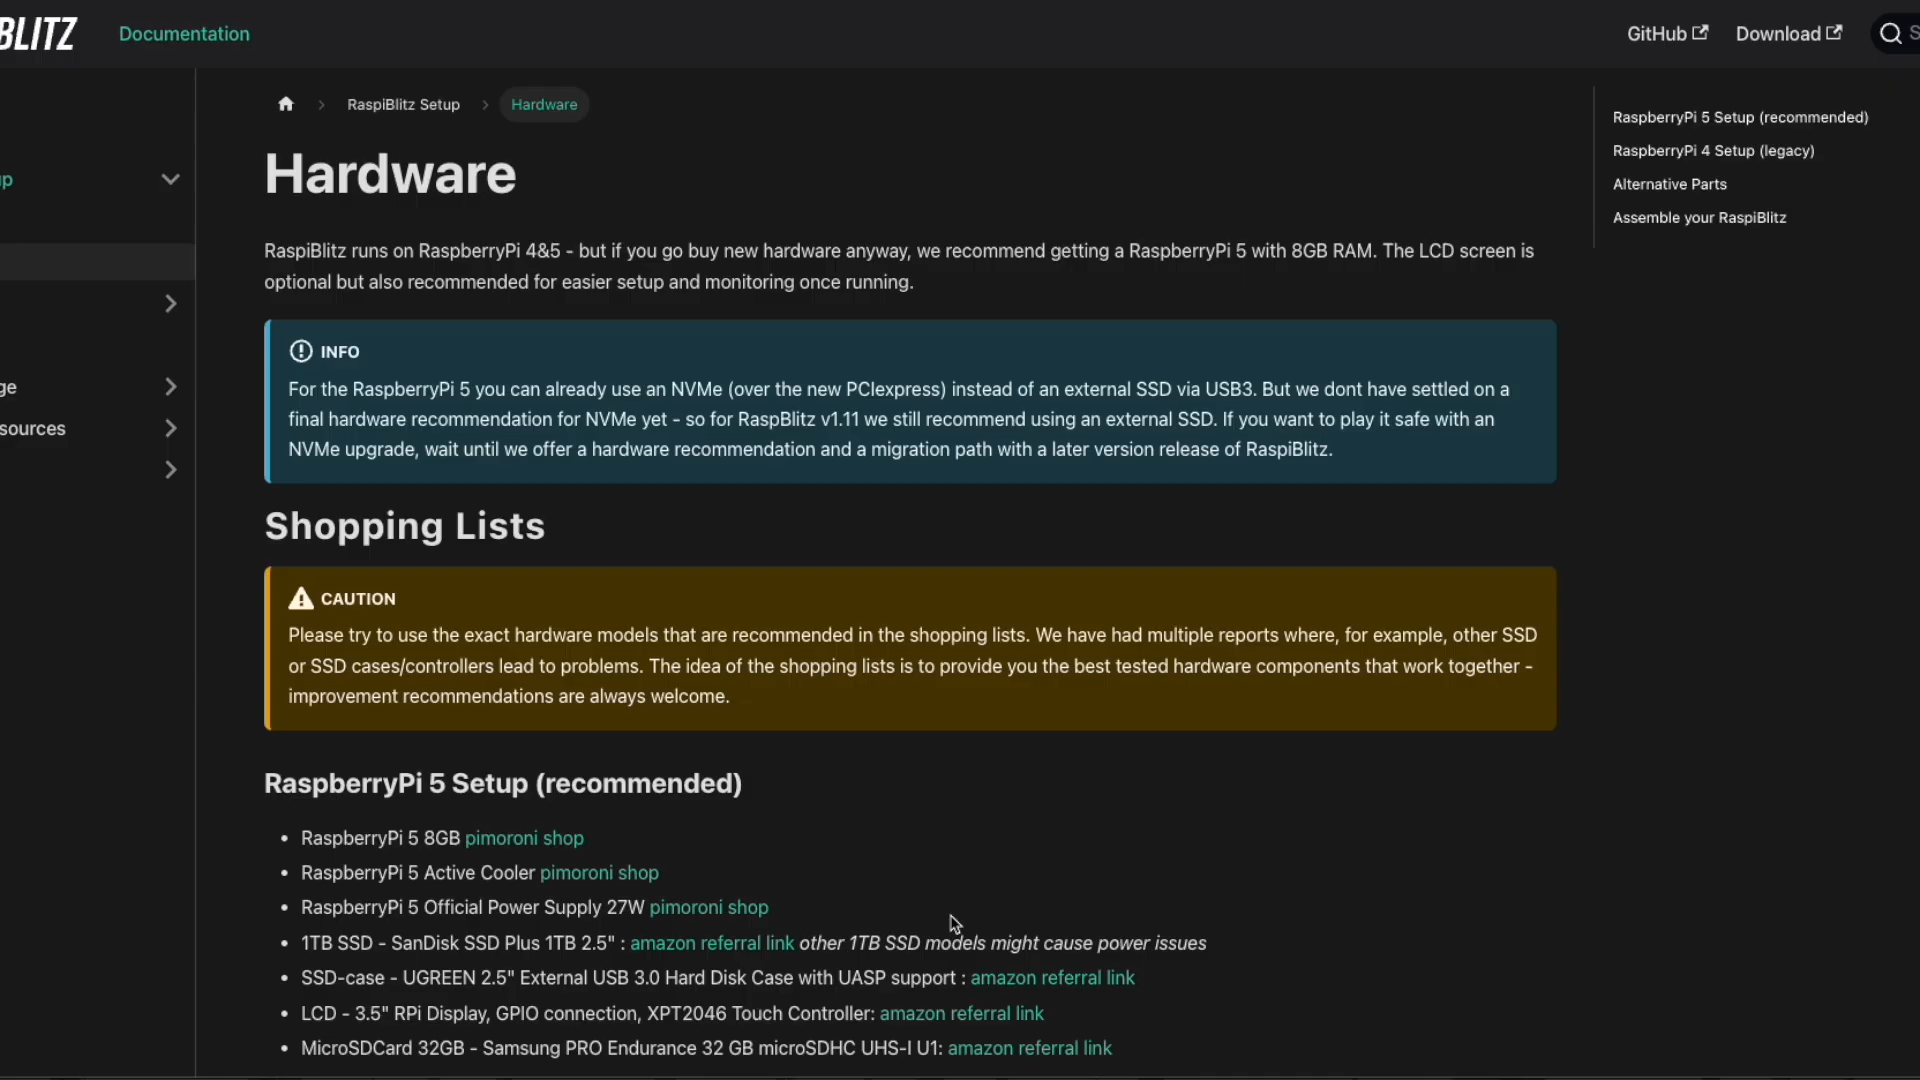 BLITZ Documentation GitHub Download S
RaspiBlitz Setup Hardware
Hardware
RaspiBlitz runs on RaspberryPi 4&5 - but if you go buy new hardware anyway, we recommend getting a RaspberryPi 5 with 8GB RAM. The LCD screen is
optional but also recommended for easier setup and monitoring once running.
INFO
For the RaspberryPi 5 you can already use an NVMe (over the new PCIexpress) instead of an external SSD via USB3. But we dont have settled on a
final hardware recommendation for NVMe yet - so for RaspBlitz v1.11 we still recommend using an external SSD. If you want to play it safe with an
NVMe upgrade, wait until we offer a hardware recommendation and a migration path with a later version release of RaspiBlitz.
Shopping Lists
CAUTION
Please try to use the exact hardware models that are recommended in the shopping lists. We have had multiple reports where, for example, other SSD
or SSD cases/controllers lead to problems. The idea of the shopping lists is to provide you the best tested hardware components that work together -
improvement recommendations are always welcome.
RaspberryPi 5 Setup (recommended)
• RaspberryPi 5 8GB pimoroni shop
• RaspberryPi 5 Active Cooler pimoroni shop
• RaspberryPi 5 Official Power Supply 27W pimoroni shop
• 1TB SSD - SanDisk SSD Plus 1TB 2.5" : amazon referral link other 1TB SSD models might cause power issues
• SSD-case - UGREEN 2.5" External USB 3.0 Hard Disk Case with UASP support : amazon referral link
• LCD - 3.5" RPi Display, GPIO connection, XPT2046 Touch Controller: amazon referral link
• MicroSDCard 32GB - Samsung PRO Endurance 32 GB microSDHC UHS-I U1: amazon referral link
RaspberryPi 5 Setup (recommended)
RaspberryPi 4 Setup (legacy)
Alternative Parts
Assemble your RaspiBlitz
p
ge
sources